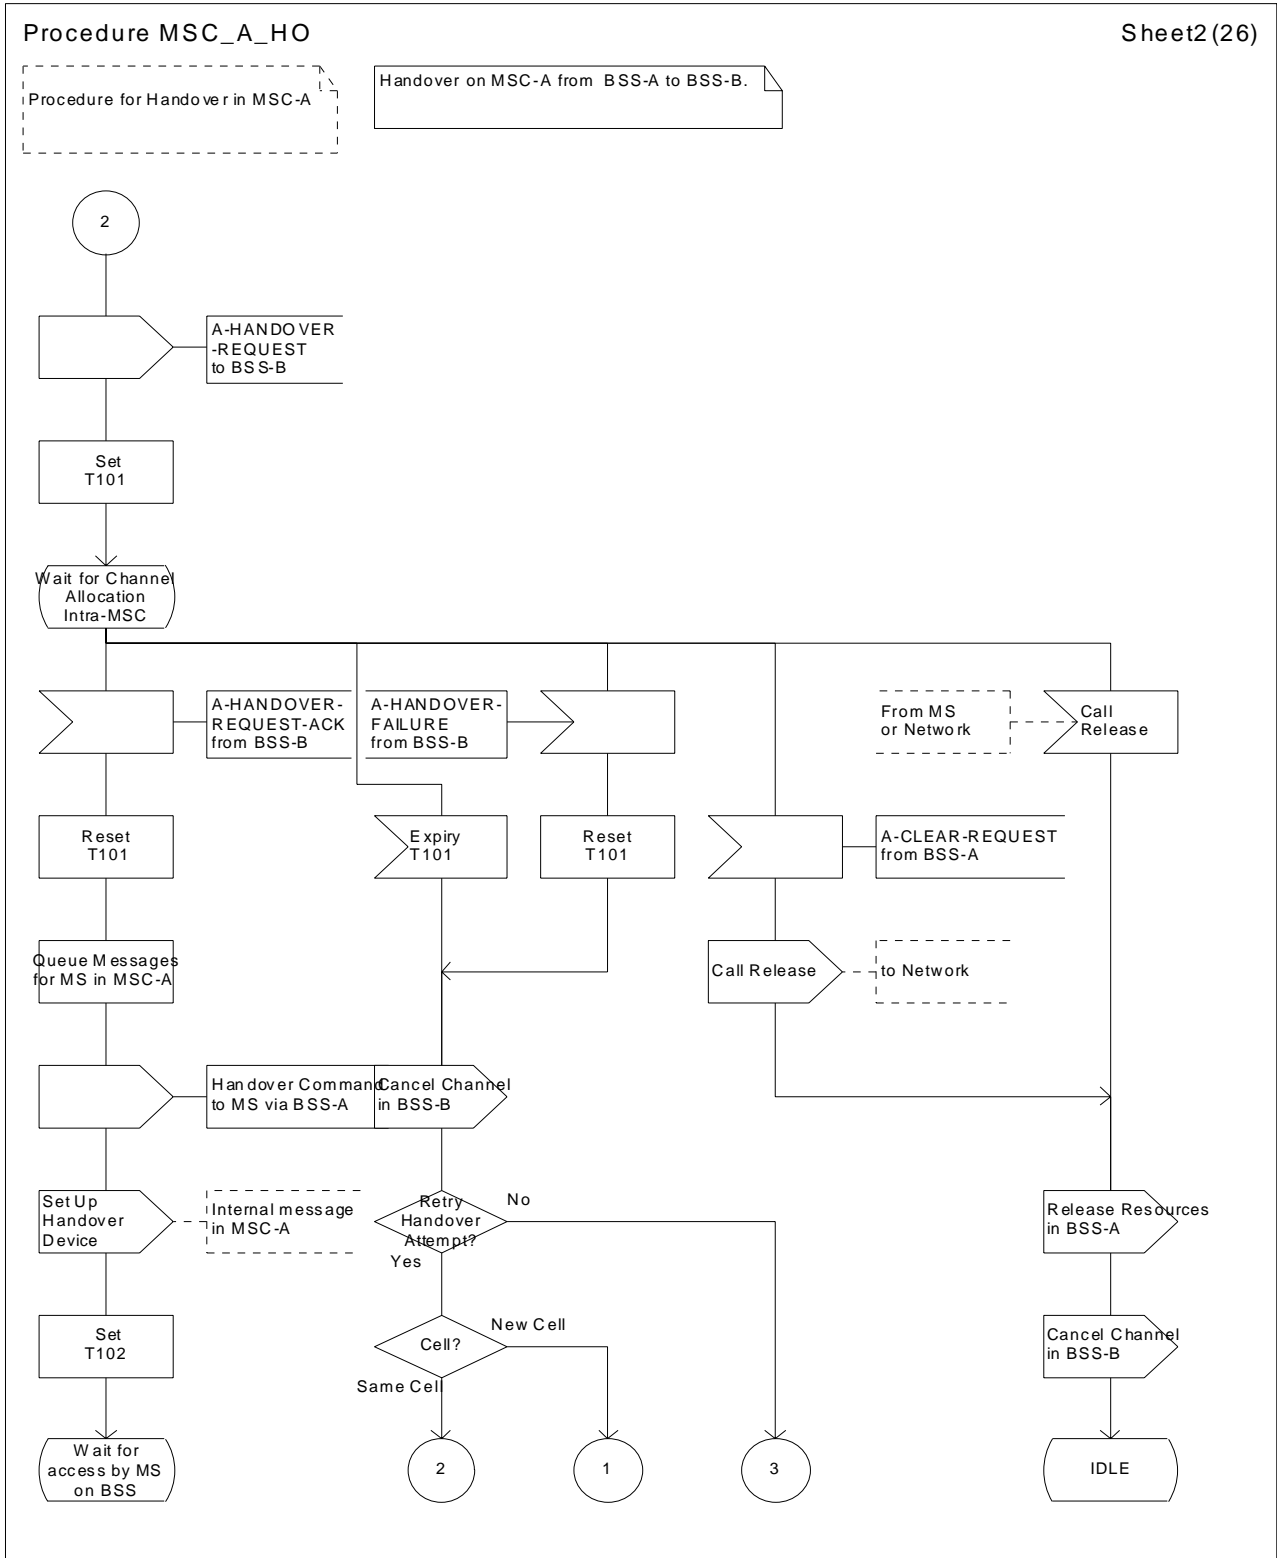 Procedure MSC_A_HO
Sheet2(26)
Procedure for Handover in MSC-A
Handover on MSC-A from BSS-A to BSS-B.
2
A-HANDOVER
-REQUEST
to BSS-B
Set
T101
Wait for Channel
Allocation
Intra-MSC
A-HANDOVER-
REQUEST-ACK
from BSS-B
A-HANDOVER-
FAILURE
from BSS-B
From MS
or Network
Call
Release
Reset
T101
Expiry
T101
Reset
T101
A-CLEAR-REQUEST
from BSS-A
Queue Messages
for MS in MSC-A
Call Release
to Network
Handover Command
to MS via BSS-A
Cancel Channel
in BSS-B
Set Up
Handover
Device
Internal message
in MSC-A
Retry
Handover
Attempt?
No
Yes
Release Resources
in BSS-A
Set
T102
Cell?
New Cell
Same Cell
Cancel Channel
in BSS-B
Wait for
access by MS
on BSS
2
1
3
IDLE